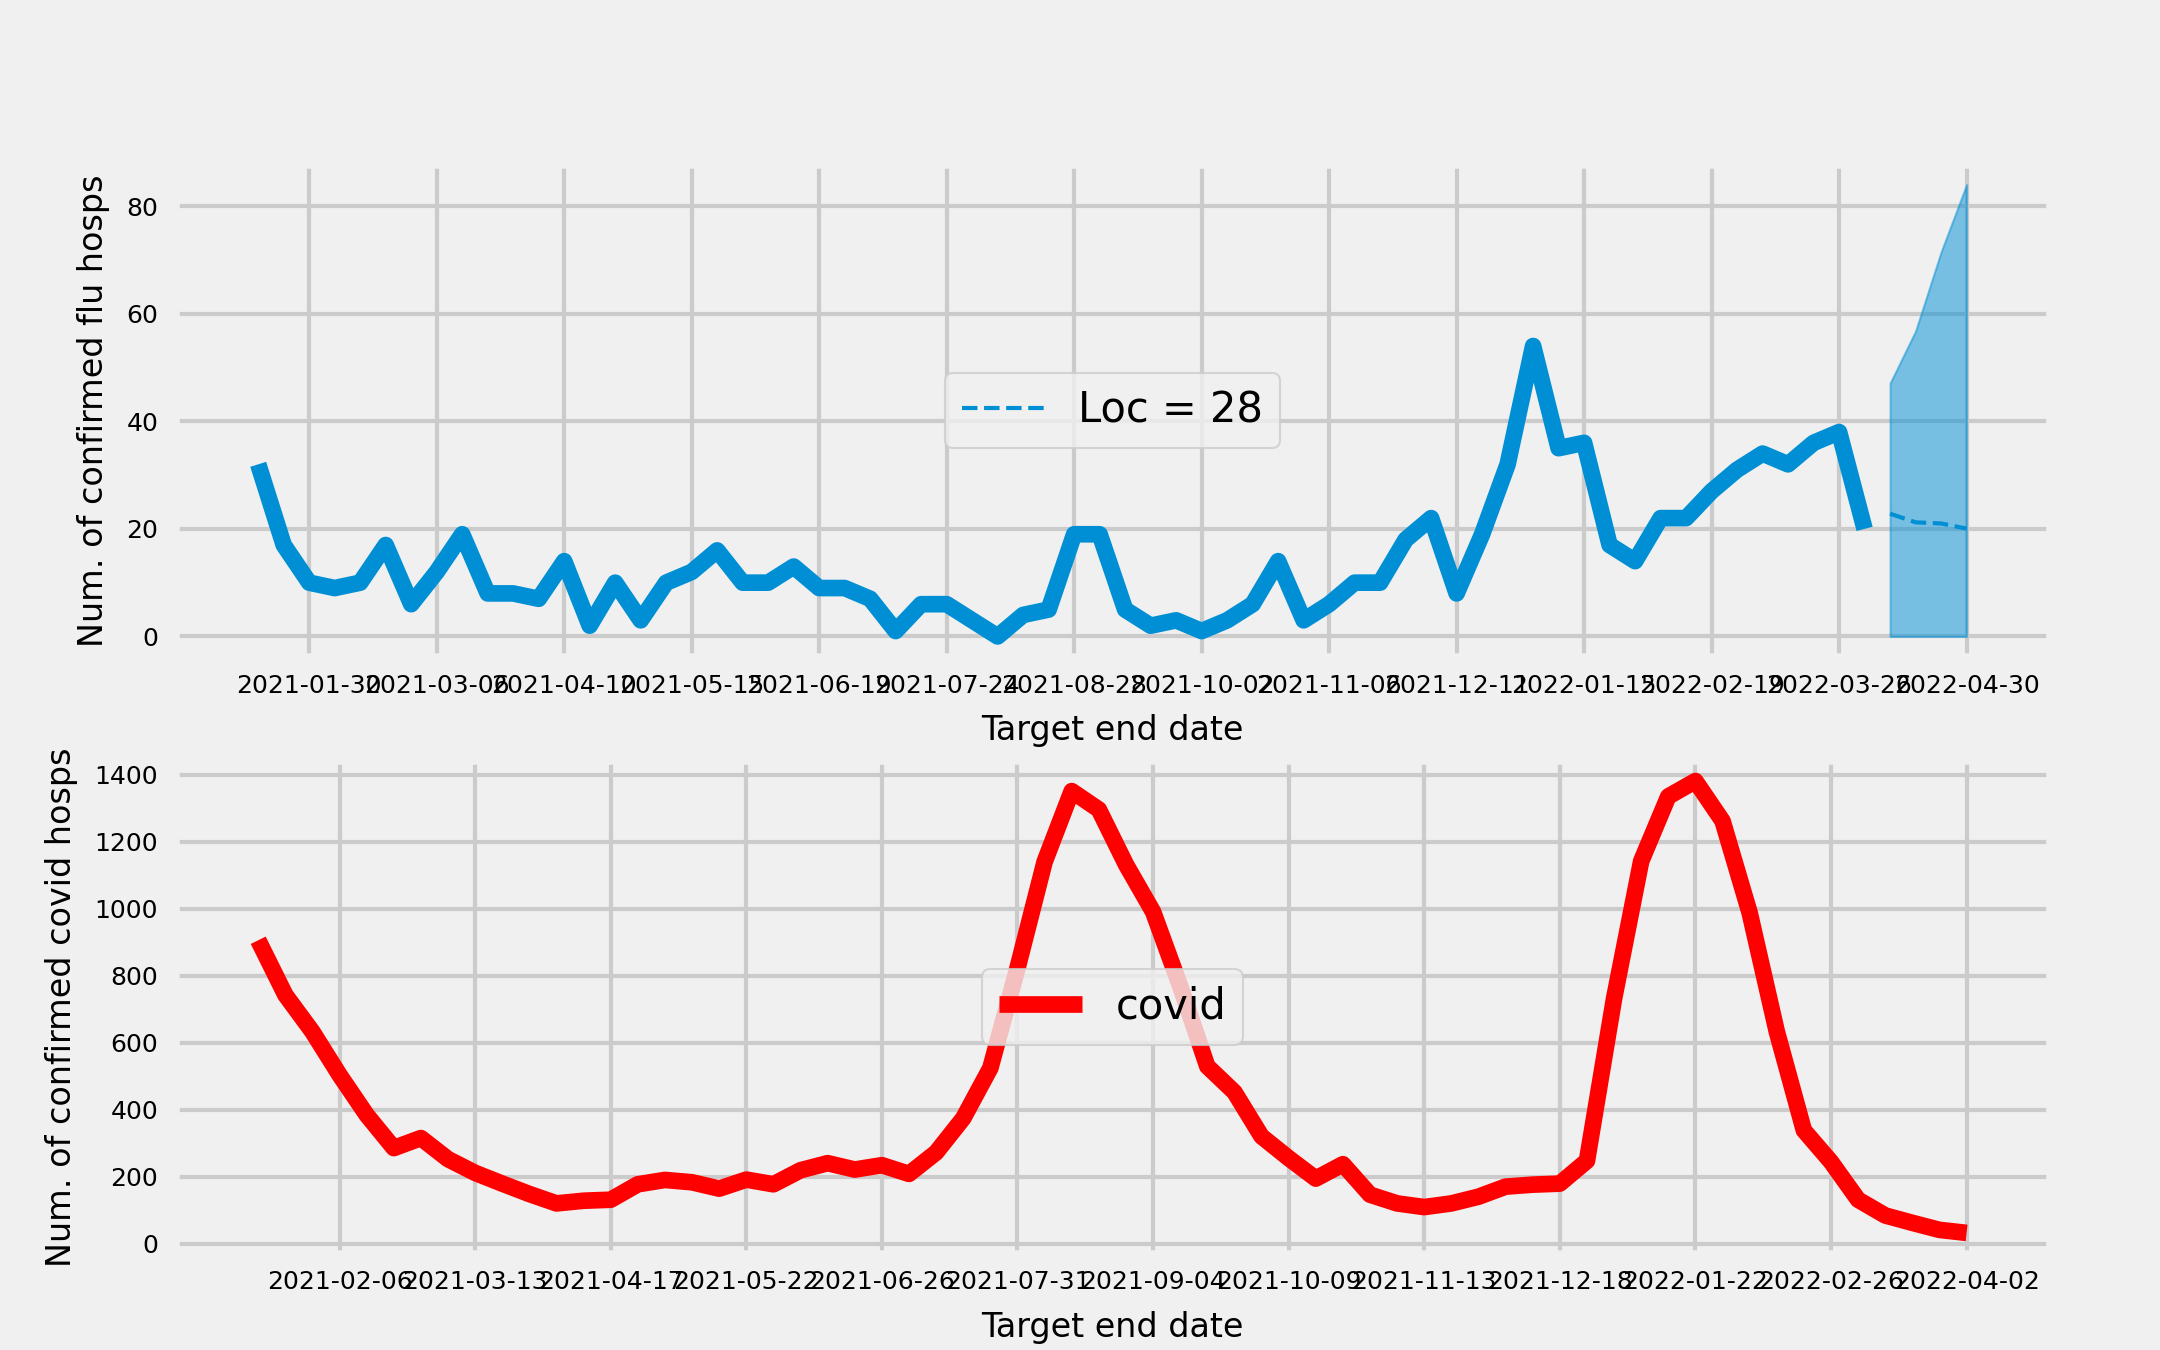 Num. of confirmed flu hosps
80
60
40
20
0
Loc = 28
2021-01-30 2021-03-06 2021-04-10 2021-05-15 2021-06-19 2021-07-24 2021-08-28 2021-10-02 2021-11-06 2021-12-11 2022-01-15 2022-02-19 2022-03-26 2022-04-30
Target end date
Num. of confirmed covid hosps
1400
1200
1000
800
600
400
200
0
covid
2021-02-06 2021-03-13 2021-04-17 2021-05-22 2021-06-26 2021-07-31 2021-09-04 2021-10-09 2021-11-13 2021-12-18 2022-01-22 2022-02-26 2022-04-02
Target end date